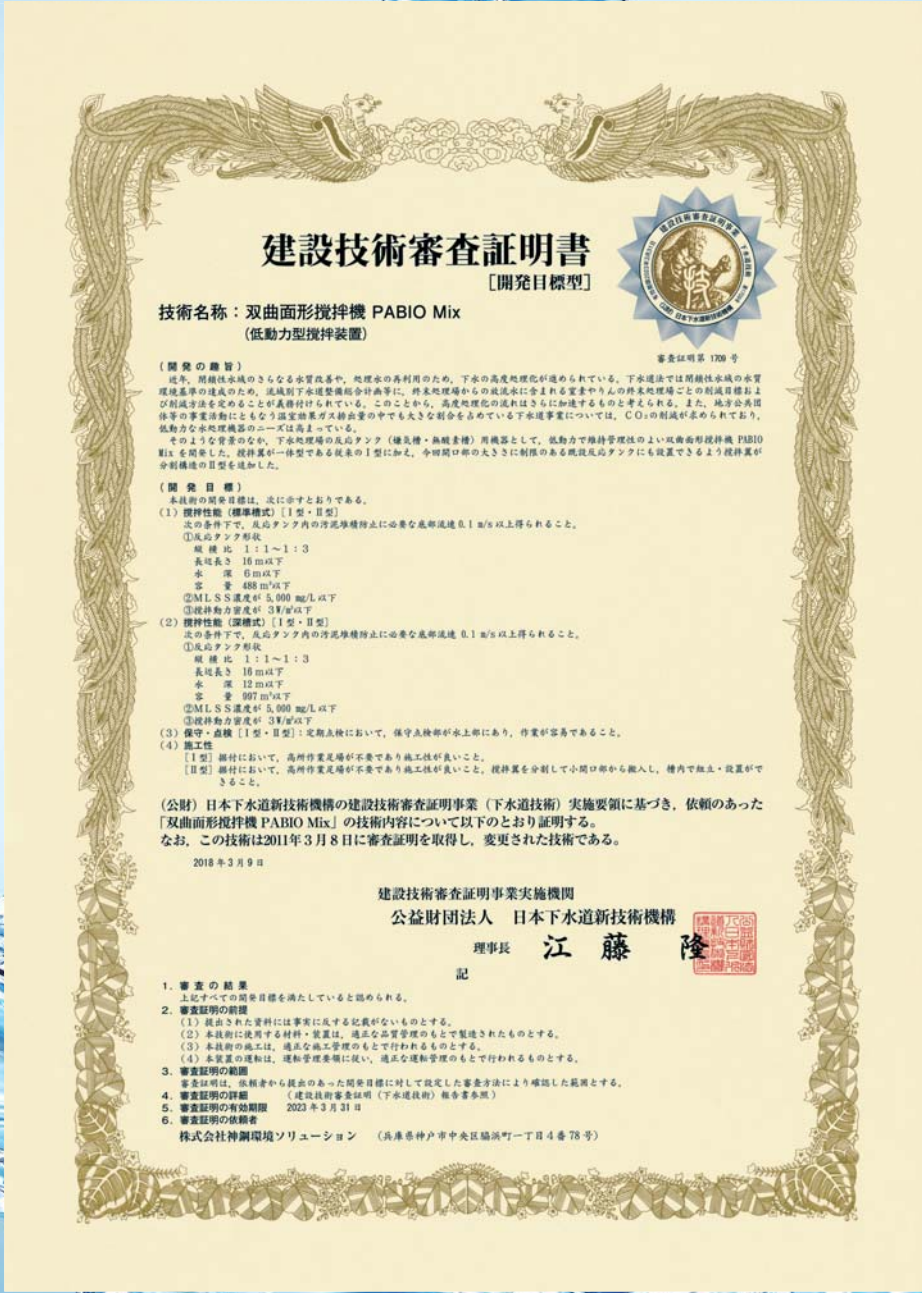 建設技術審査証明書
[開発目標型]
建設技術審査証明事業
技術名称：双曲面形撹拌機 PABIO Mix
(低動力型撹拌装置)
審査証明第 1709 号
(開発の趣旨)
近年，閉鎖性水域のさらなる水質改善や，処理水の再利用のため，下水の高度処理化が進められている。下水道法では閉鎖性水域の水質
環境基準の達成のため，流域別下水道整備総合計画等に，終末処理場からの放流水に含まれる窒素やりんの終末処理場ごとの削減目標およ
び削減方法を定めることが義務付けられている。このことから，高度処理化の流れはさらに加速するものと考えられる。また，地方公共団
体等の事業活動にともなう温室効果ガス排出量の中でも大きな割合を占めている下水道事業については，CO₂の削減が求められており，
低動力な水処理機器のニーズは高まっている。
そのような背景のなか，下水処理場の反応タンク（嫌気槽・無酸素槽）用機器として，低動力で維持管理性のよい双曲面形撹拌機 PABIO
Mix を開発した。撹拌翼が一体型である従来のⅠ型に加え，今回開口部の大きさに制限のある既設反応タンクにも設置できるよう撹拌翼が
分割構造のⅡ型を追加した。
(開発目標)
本技術の開発目標は，次に示すとおりである。
(1) 撹拌性能（標準槽式）[Ⅰ型・Ⅱ型]
次の条件下で，反応タンク内の汚泥堆積防止に必要な底部流速 0.1 m/s 以上得られること。
①反応タンク形状
縦横比 1：1～1：3
長辺長さ 16 m以下
水深 6 m以下
容量 488 m³以下
②MLSS濃度が 5,000 mg/L 以下
③撹拌動力密度が 3W/m³以下
(2) 撹拌性能（深槽式）[Ⅰ型・Ⅱ型]
次の条件下で，反応タンク内の汚泥堆積防止に必要な底部流速 0.1 m/s 以上得られること。
①反応タンク形状
縦横比 1：1～1：3
長辺長さ 16 m以下
水深 12 m以下
容量 997 m³以下
②MLSS濃度が 5,000 mg/L 以下
③撹拌動力密度が 3W/m³以下
(3) 保守・点検 [Ⅰ型・Ⅱ型]：定期点検において，保守点検部が水上部にあり，作業が容易であること。
(4) 施工性
[Ⅰ型] 据付において，高所作業足場が不要であり施工性が良いこと。
[Ⅱ型] 据付において，高所作業足場が不要であり施工性が良いこと，撹拌翼を分割して小開口部から搬入し，槽内で組立・設置がで
きること。
(公財) 日本下水道新技術機構の建設技術審査証明事業（下水道技術）実施要領に基づき，依頼のあった
「双曲面形撹拌機 PABIO Mix」の技術内容について以下のとおり証明する。
なお，この技術は2011年3月8日に審査証明を取得し，変更された技術である。
2018年3月9日
建設技術審査証明事業実施機関
公益財団法人 日本下水道新技術機構
理事長 江藤 隆
記
1．審査の結果
上記すべての開発目標を満たしていると認められる。
2．審査証明の前提
(1) 提出された資料には事実に反する記載がないものとする。
(2) 本技術に使用する材料・装置は，適正な品質管理のもとで製造されたものとする。
(3) 本技術の施工は，適正な施工管理のもとで行われるものとする。
(4) 本装置の運転は，運転管理要領に従い，適正な運転管理のもとで行われるものとする。
3．審査証明の範囲
審査証明は，依頼者から提出のあった開発目標に対して設定した審査方法により確認した範囲とする。
4．審査証明の詳細 （建設技術審査証明（下水道技術）報告書参照）
5．審査証明の有効期限 2023年3月31日
6．審査証明の依頼者
株式会社神鋼環境ソリューション （兵庫県神戸市中央区脇浜町一丁目4番78号）